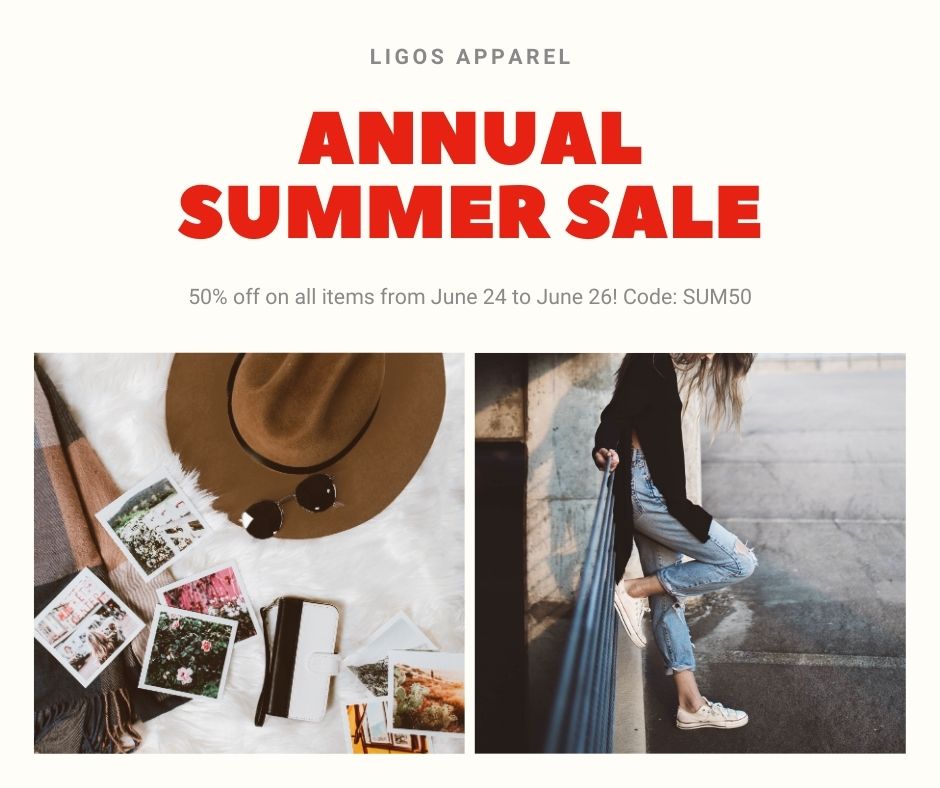 LIGOS APPAREL
ANNUAL
SUMMER SALE
50% off on all items from June 24 to June 26! Code: SUM50